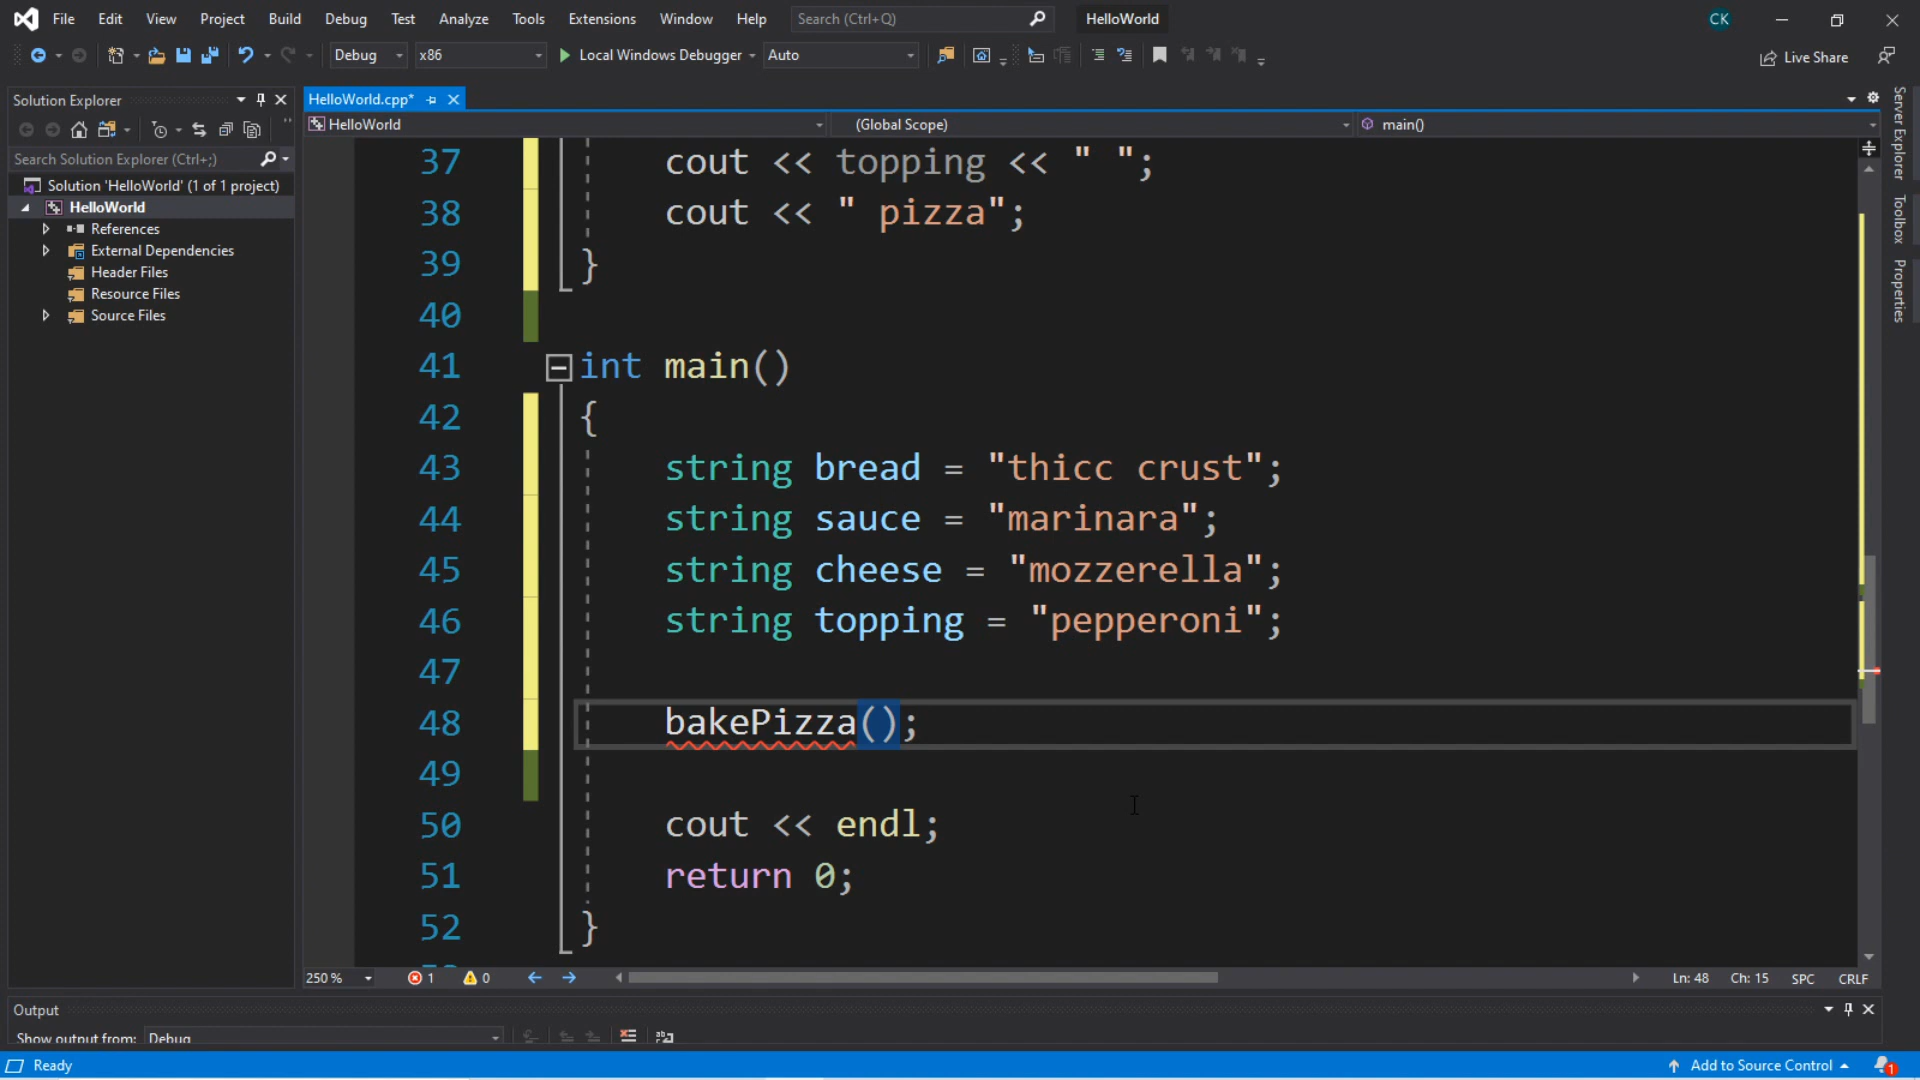 File Edit View Project Build Debug Test Analyze Tools Extensions Window Help Search (Ctrl+Q) HelloWorld CK
Debug x86 Local Windows Debugger Auto Live Share
Solution Explorer
Search Solution Explorer (Ctrl+;)
Solution 'HelloWorld' (1 of 1 project)
HelloWorld
References
External Dependencies
Header Files
Resource Files
Source Files
HelloWorld.cpp*
HelloWorld (Global Scope) main()
37 cout << topping << " ";
38 cout << " pizza";
39 }
40
41 int main()
42 {
43 string bread = "thicc crust";
44 string sauce = "marinara";
45 string cheese = "mozzerella";
46 string topping = "pepperoni";
47
48 bakePizza();
49
50 cout << endl;
51 return 0;
52 }
250 % 1 0 Ln: 48 Ch: 15 SPC CRLF
Server Explorer
Toolbox
Properties
Output
Show output from: Debug
Ready Add to Source Control 1